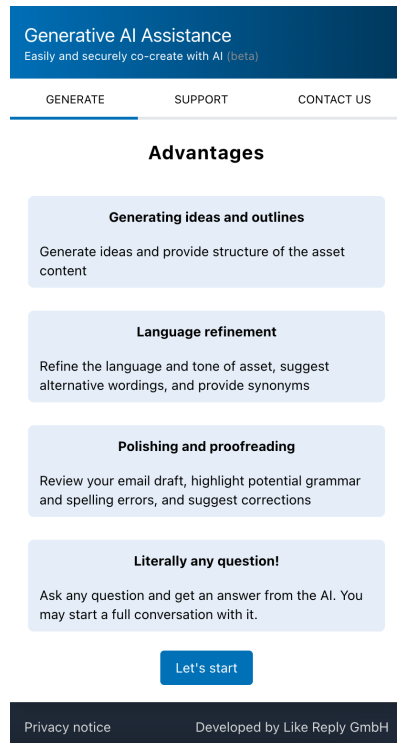 Generative AI Assistance
Easily and securely co-create with AI (beta)
GENERATE SUPPORT CONTACT US
Advantages
Generating ideas and outlines
Generate ideas and provide structure of the asset
content
Language refinement
Refine the language and tone of asset, suggest
alternative wordings, and provide synonyms
Polishing and proofreading
Review your email draft, highlight potential grammar
and spelling errors, and suggest corrections
Literally any question!
Ask any question and get an answer from the AI. You
may start a full conversation with it.
Let's start
Privacy notice Developed by Like Reply GmbH